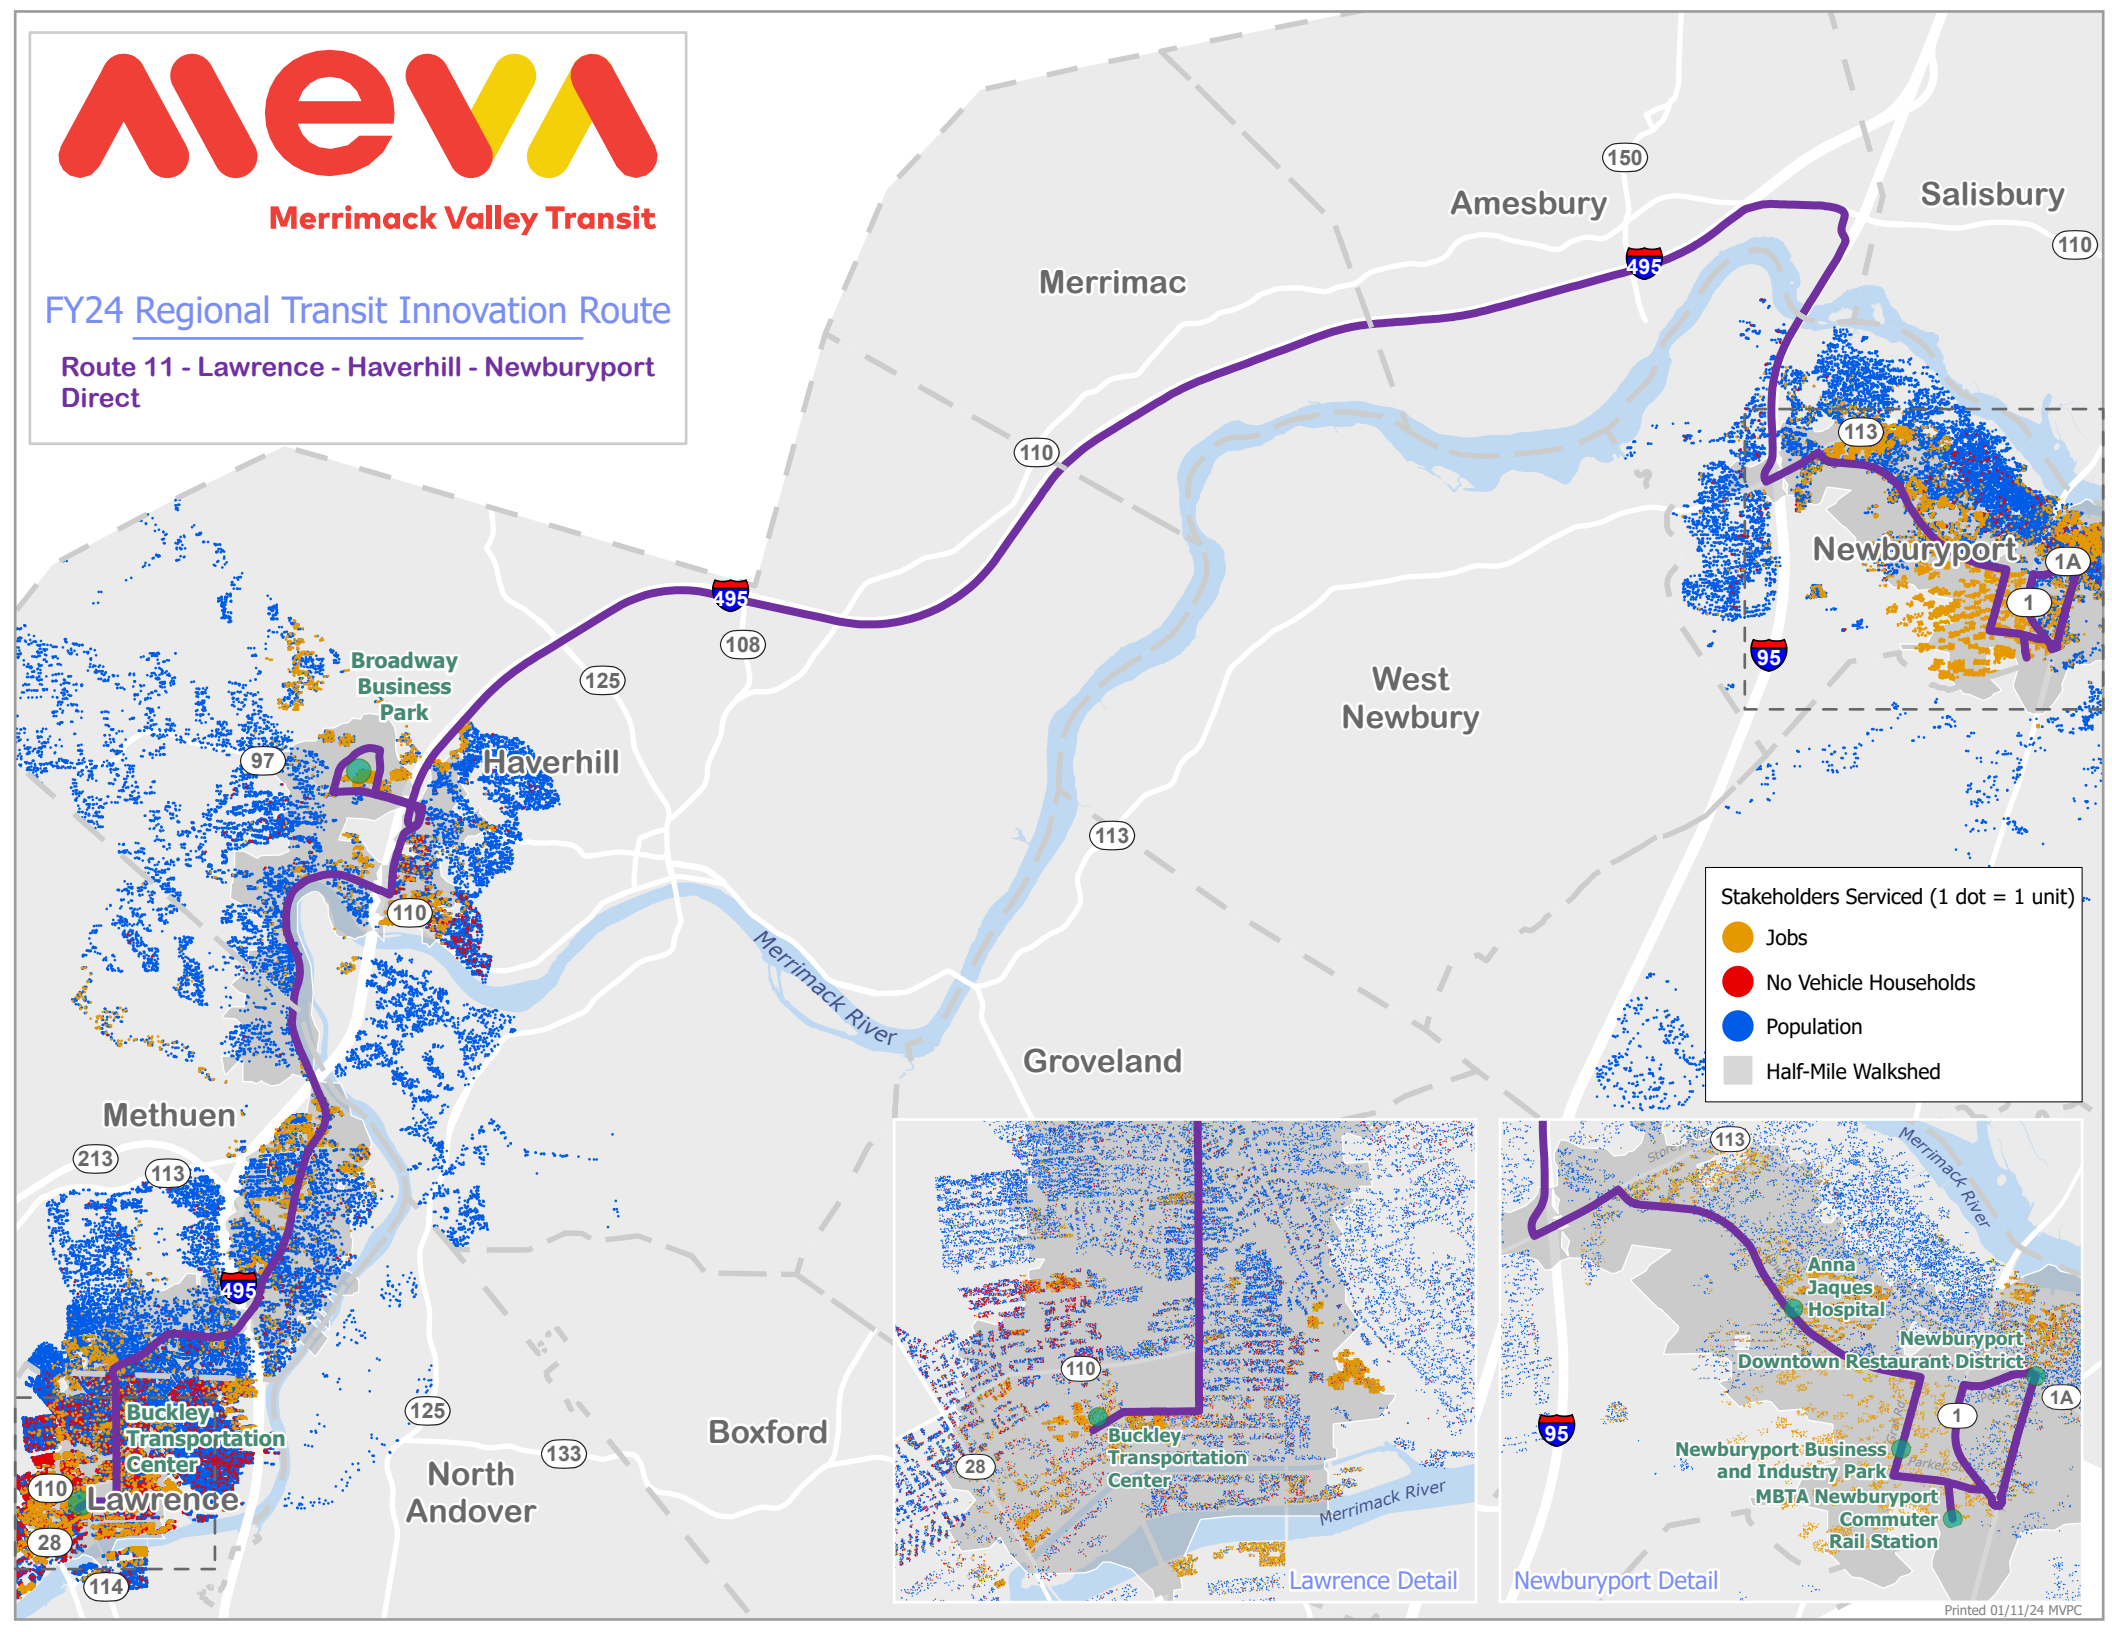 meva
Merrimack Valley Transit
FY24 Regional Transit Innovation Route
Route 11 - Lawrence - Haverhill - Newburyport
Direct
150
Amesbury
Salisbury
110
495
Merrimac
110
113
Newburyport
1A
1
95
495
108
125
Broadway
Business
Park
97
Haverhill
West
Newbury
113
110
Merrimack River
Groveland
Stakeholders Serviced (1 dot = 1 unit)
Jobs
No Vehicle Households
Population
Half-Mile Walkshed
Methuen
213
113
495
Buckley
Transportation
Center
110
Lawrence
28
114
125
133
North
Andover
Boxford
110
Buckley
Transportation
Center
28
Merrimack River
Lawrence Detail
113
Merrimack River
Anna
Jaques
Hospital
Newburyport
Downtown Restaurant District
1A
1
95
Newburyport Business
and Industry Park
Parker St
MBTA Newburyport
Commuter
Rail Station
Newburyport Detail
Printed 01/11/24 MVPC